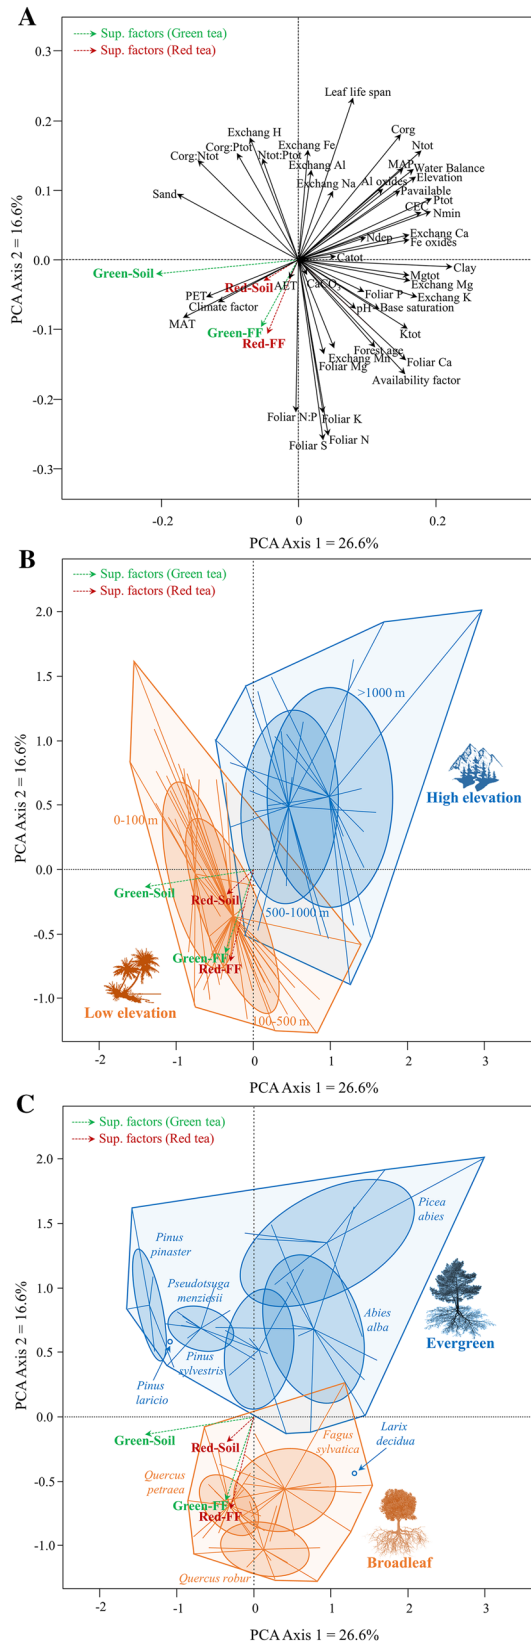 A
Sup. factors (Green tea)
Sup. factors (Red tea)
0.3
0.2
0.1
0.0
-0.1
-0.2
-0.3
PCA Axis 2 = 16.6%
Leaf life span
Exchang H
Exchang Fe
Corg
Corg:Ptot
Ntot
Corg:Ntot
Ntot:Ptot
Exchang Al
MAP
Water Balance
Exchang Na
Al oxides
Elevation
Sand
Pavailable
Ptot
CEC
Nmin
Ndep
Exchang Ca
Fe oxides
Catot
Clay
Green-Soil
Red-Soil
AET
CaCO3
Mgtot
Exchang Mg
PET
Foliar P
Exchang K
Climate factor
pH
Base saturation
MAT
Green-FF
Red-FF
Ktot
Forest age
Exchang Mn
Foliar Mg
Foliar Ca
Availability factor
Foliar N:P
Foliar K
Foliar S
Foliar N
-0.2
0
0.2
PCA Axis 1 = 26.6%
B
Sup. factors (Green tea)
Sup. factors (Red tea)
2.0
1.5
1.0
0.5
0.0
-0.5
-1.0
PCA Axis 2 = 16.6%
>1000 m
High elevation
0-100 m
Green-Soil
Red-Soil
500-1000 m
Green-FF
Red-FF
Low elevation
100-500 m
-2
-1
0
1
2
3
PCA Axis 1 = 26.6%
C
Sup. factors (Green tea)
Sup. factors (Red tea)
2.0
1.5
1.0
0.5
0.0
-0.5
-1.0
PCA Axis 2 = 16.6%
Picea
abies
Pinus
pinaster
Pseudotsuga
menziesii
Abies
alba
Evergreen
Pinus
sylvestris
Pinus
laricio
Green-Soil
Red-Soil
Fagus
sylvatica
Larix
decidua
Quercus
petraea
Green-FF
Red-FF
Broadleaf
Quercus robur
-2
-1
0
1
2
3
PCA Axis 1 = 26.6%